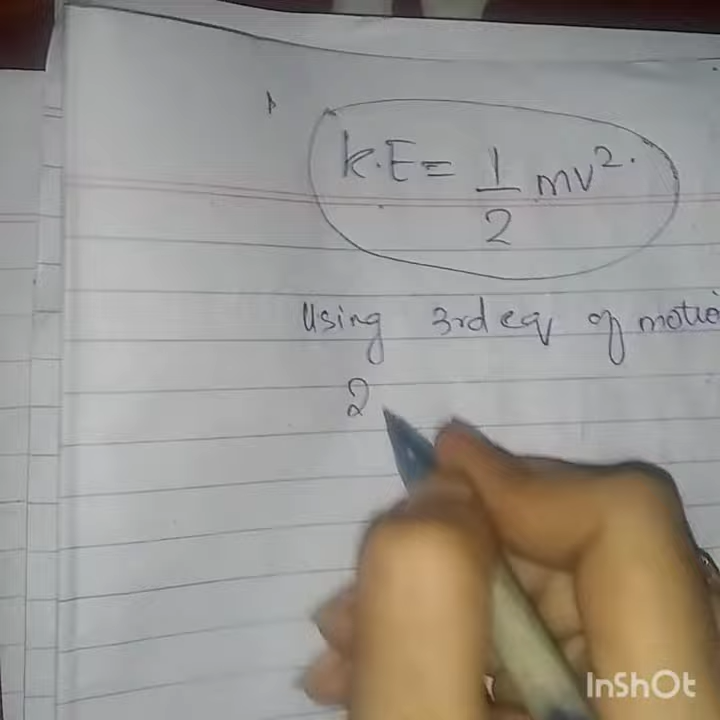 K.E = 1/2 mv².
Using 3rd eq of motio
2
InShOt